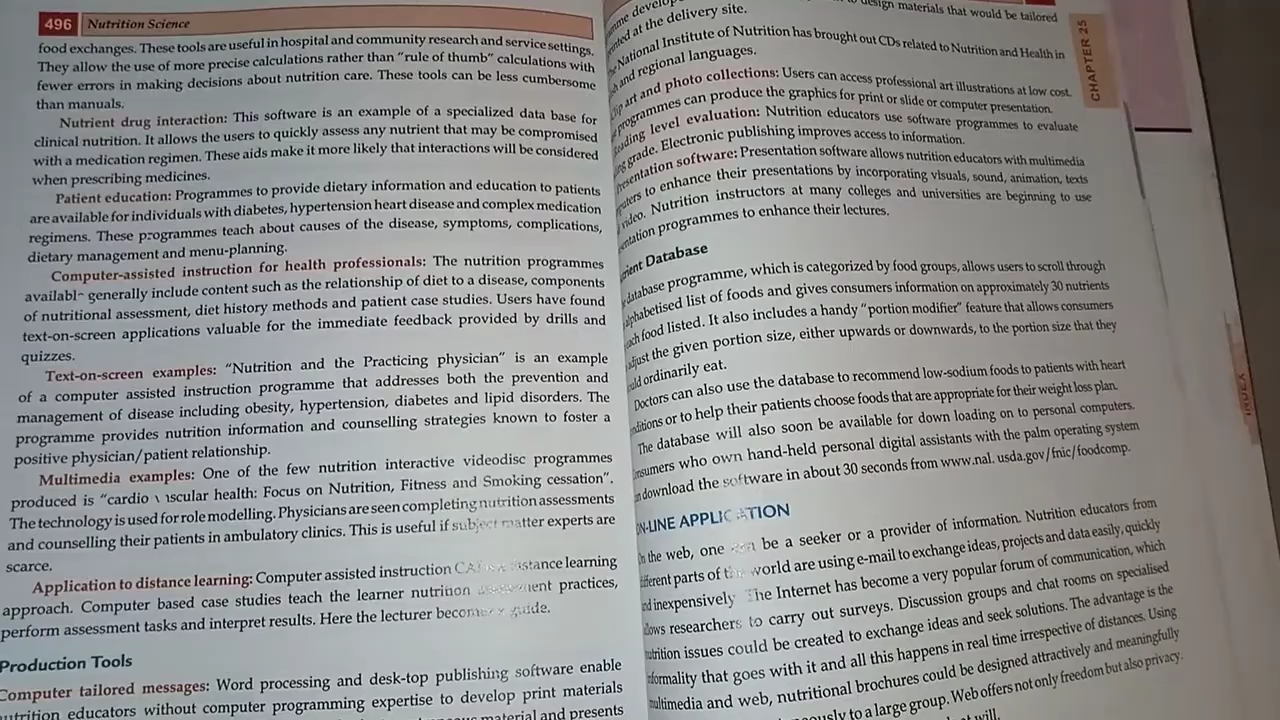 496 Nutrition Science
food exchanges. These tools are useful in hospital and community research and service settings.
They allow the use of more precise calculations rather than “rule of thumb” calculations with
fewer errors in making decisions about nutrition care. These tools can be less cumbersome
than manuals.
Nutrient drug interaction: This software is an example of a specialized data base for
clinical nutrition. It allows the users to quickly assess any nutrient that may be compromised
with a medication regimen. These aids make it more likely that interactions will be considered
when prescribing medicines.
Patient education: Programmes to provide dietary information and education to patients
are available for individuals with diabetes, hypertension heart disease and complex medication
regimens. These programmes teach about causes of the disease, symptoms, complications,
dietary management and menu-planning.
Computer-assisted instruction for health professionals: The nutrition programmes
generally include content such as the relationship of diet to a disease, components
of nutritional assessment, diet history methods and patient case studies. Users have found
text-on-screen applications valuable for the immediate feedback provided by drills and
quizzes.
Text-on-screen examples: “Nutrition and the Practicing physician” is an example
of a computer assisted instruction programme that addresses both the prevention and
management of disease including obesity, hypertension, diabetes and lipid disorders. The
programme provides nutrition information and counselling strategies known to foster a
positive physician/patient relationship.
Multimedia examples: One of the few nutrition interactive videodisc programmes
produced is “cardio health: Focus on Nutrition, Fitness and Smoking cessation”.
The technology is used for role modelling. Physicians are seen completing nutrition assessments
and counselling their patients in ambulatory clinics. This is useful if subject matter experts are
scarce.
Application to distance learning: Computer assisted instruction distance learning
approach. Computer based case studies teach the learner nutrition practices,
perform assessment tasks and interpret results. Here the lecturer guide.
Production Tools
Computer tailored messages: Word processing and desk-top publishing software enable
nutrition educators without computer programming expertise to develop print materials
material and presents
design materials that would be tailored
at the delivery site.
National Institute of Nutrition has brought out CDs related to Nutrition and Health in
and regional languages.
art and photo collections: Users can access professional art illustrations at low cost.
programmes can produce the graphics for print or slide or computer presentation.
level evaluation: Nutrition educators use software programmes to evaluate
grade. Electronic publishing improves access to information.
software: Presentation software allows nutrition educators with multimedia
to enhance their presentations by incorporating visuals, sound, animation, texts
video. Nutrition instructors at many colleges and universities are beginning to use
programmes to enhance their lectures.
Database
database programme, which is categorized by food groups, allows users to scroll through
list of foods and gives consumers information on approximately 30 nutrients
food listed. It also includes a handy “portion modifier” feature that allows consumers
the given portion size, either upwards or downwards, to the portion size that they
ordinarily eat.
Doctors can also use the database to recommend low-sodium foods to patients with heart
or to help their patients choose foods that are appropriate for their weight loss plan.
The database will also soon be available for down loading on to personal computers.
who own hand-held personal digital assistants with the palm operating system
download the software in about 30 seconds from www.nal. usda.gov/fnic/foodcomp.
APPLICATION
the web, one can be a seeker or a provider of information. Nutrition educators from
parts of the world are using e-mail to exchange ideas, projects and data easily, quickly
inexpensively The Internet has become a very popular forum of communication, which
researchers to carry out surveys. Discussion groups and chat rooms on specialised
issues could be created to exchange ideas and seek solutions. The advantage is the
that goes with it and all this happens in real time irrespective of distances. Using
and web, nutritional brochures could be designed attractively and meaningfully
to a large group. Web offers not only freedom but also privacy.
will.
CHAPTER 25
INDEX